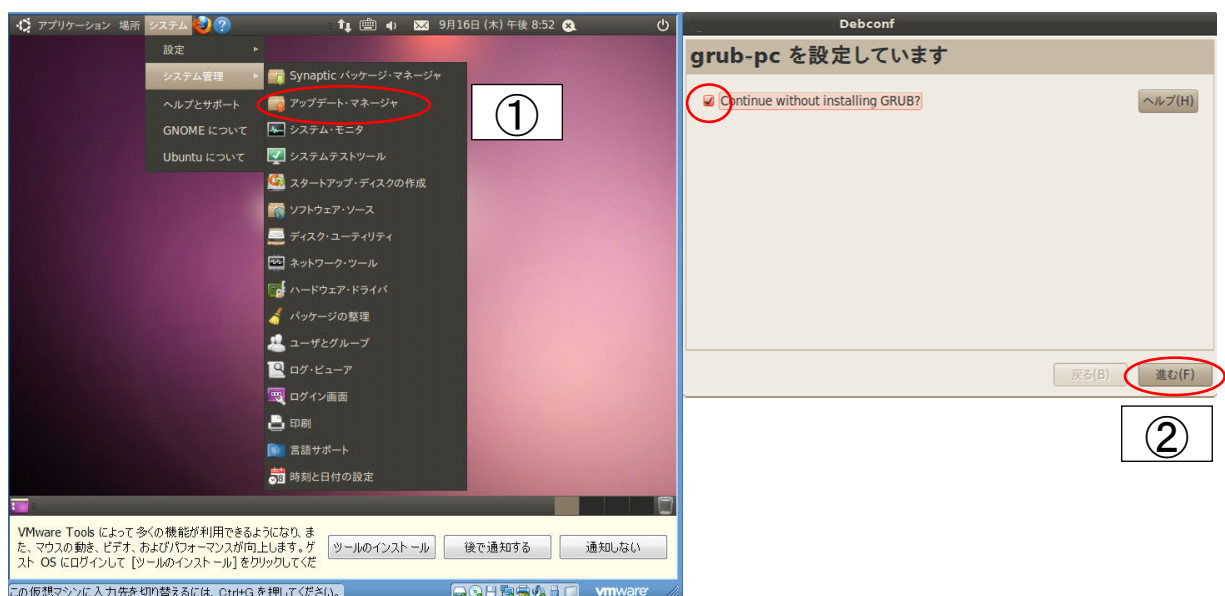 アプリケーション 場所 システム 9月16日 (木) 午後 8:52
設定
システム管理
ヘルプとサポート
GNOME について
Ubuntu について
Synaptic パッケージ・マネージャ
アップデート・マネージャ
システム・モニタ
システムテストツール
スタートアップ・ディスクの作成
ソフトウェア・ソース
ディスク・ユーティリティ
ネットワーク・ツール
ハードウェア・ドライバ
パッケージの整理
ユーザとグループ
ログ・ビューア
ログイン画面
印刷
言語サポート
時刻と日付の設定
①
VMware Tools によって多くの機能が利用できるようになり、ま
た、マウスの動き、ビデオ、およびパフォーマンスが向上します。ゲ
スト OS にログインして [ツールのインストール] をクリックしてくだ
ツールのインストール 後で通知する 通知しない
この仮想マシンに入力先を切り替えるには、Ctrl+G を押してください。 vmware
Debconf
grub-pc を設定しています
Continue without installing GRUB? ヘルプ(H)
戻る(B) 進む(F)
②